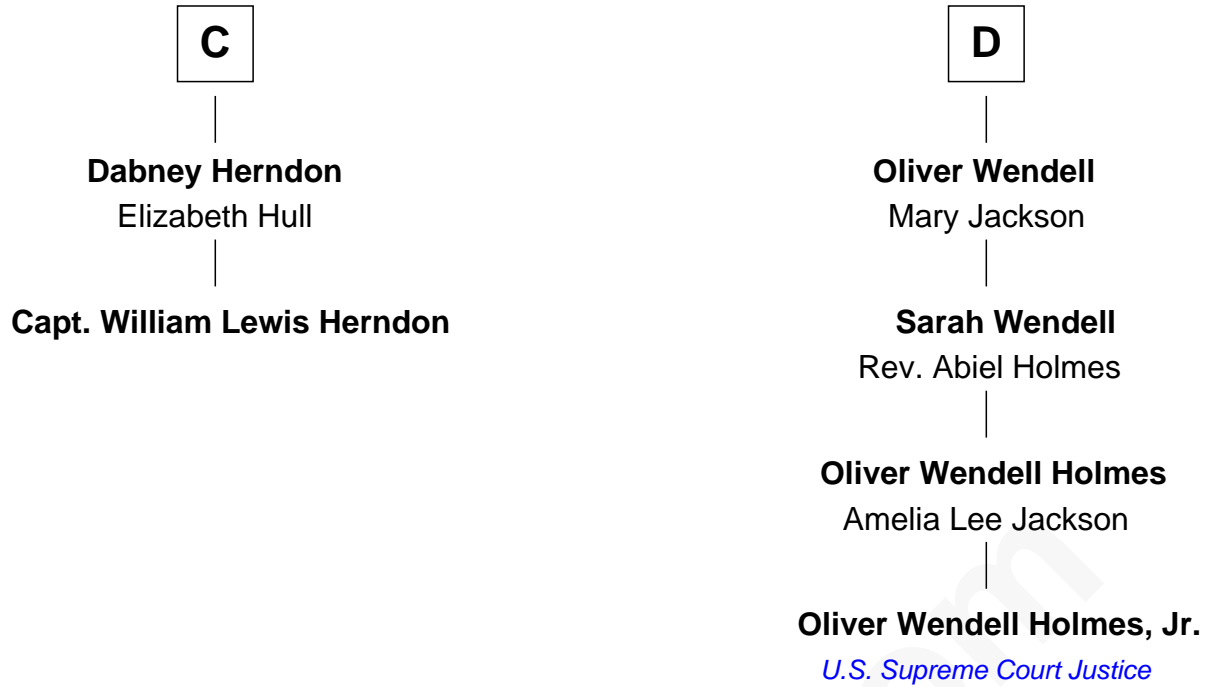 C
Dabney Herndon
Elizabeth Hull
Capt. William Lewis Herndon
D
Oliver Wendell
Mary Jackson
Sarah Wendell
Rev. Abiel Holmes
Oliver Wendell Holmes
Amelia Lee Jackson
Oliver Wendell Holmes, Jr.
U.S. Supreme Court Justice